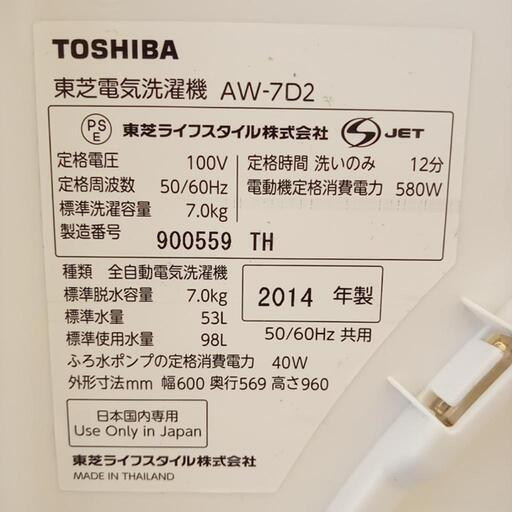 TOSHIBA
東芝電気洗濯機 AW-7D2
PSE 東芝ライフスタイル株式会社 S JET
定格電圧 100V 定格時間 洗いのみ 12分
定格周波数 50/60Hz 電動機定格消費電力 580W
標準洗濯容量 7.0kg
製造番号 900559 TH
種類 全自動電気洗濯機
標準脱水容量 7.0kg 2014 年製
標準水量 53L
標準使用水量 98L 50/60Hz 共用
ふろ水ポンプの定格消費電力 40W
外形寸法mm 幅600 奥行569 高さ960
日本国内専用
Use Only in Japan
東芝ライフスタイル株式会社
MADE IN THAILAND